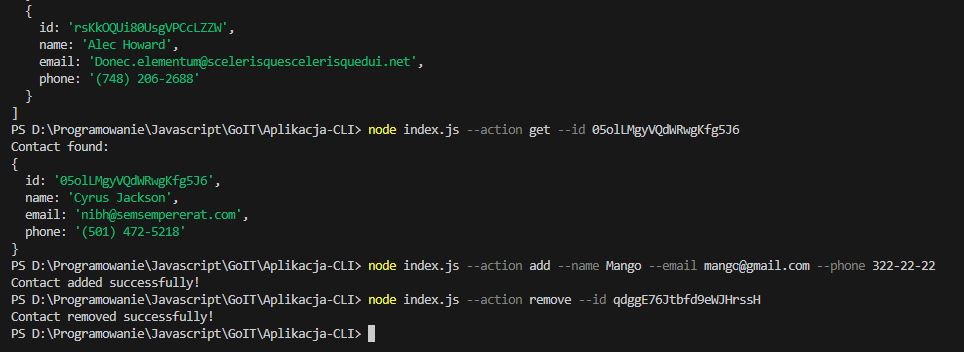 {
id: 'rsKkOQUi80UsgVPCcLZZW',
name: 'Alec Howard',
email: 'Donec.elementum@scelerisquescelerisquedui.net',
phone: '(748) 206-2688'
}
]
PS D:\Programowanie\Javascript\GoIT\Aplikacja-CLI> node index.js --action get --id 05olLMgyVQdWRwgKfg5J6
Contact found:
{
id: '05olLMgyVQdWRwgKfg5J6',
name: 'Cyrus Jackson',
email: 'nibh@semsempererat.com',
phone: '(501) 472-5218'
}
PS D:\Programowanie\Javascript\GoIT\Aplikacja-CLI> node index.js --action add --name Mango --email mango@gmail.com --phone 322-22-22
Contact added successfully!
PS D:\Programowanie\Javascript\GoIT\Aplikacja-CLI> node index.js --action remove --id qdggE76Jtbfd9eWJHrssH
Contact removed successfully!
PS D:\Programowanie\Javascript\GoIT\Aplikacja-CLI>